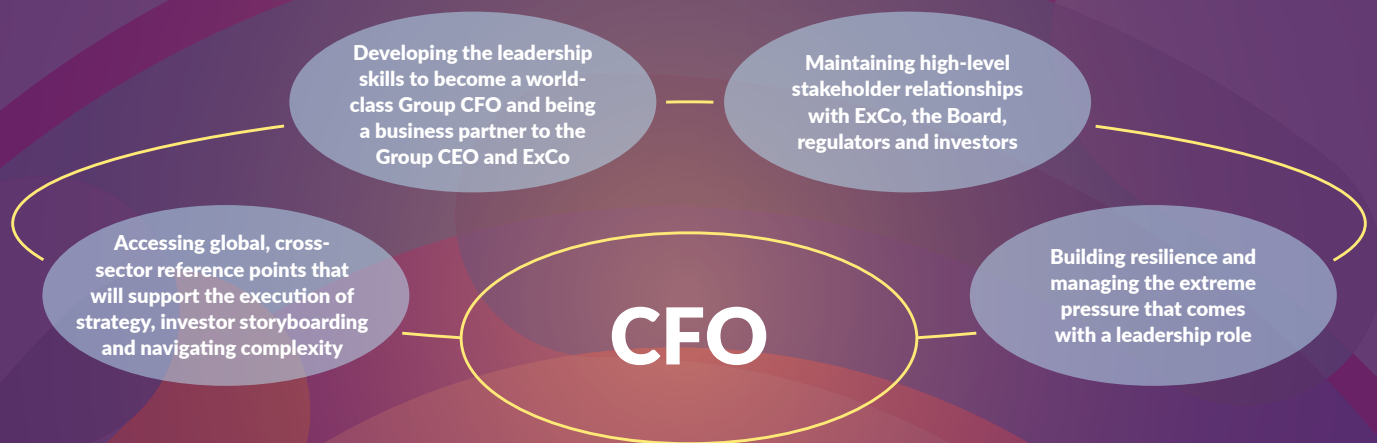 Developing the leadership
skills to become a world-
class Group CFO and being
a business partner to the
Group CEO and ExCo
Maintaining high-level
stakeholder relationships
with ExCo, the Board,
regulators and investors
Accessing global, cross-
sector reference points that
will support the execution of
strategy, investor storyboarding
and navigating complexity
CFO
Building resilience and
managing the extreme
pressure that comes
with a leadership role